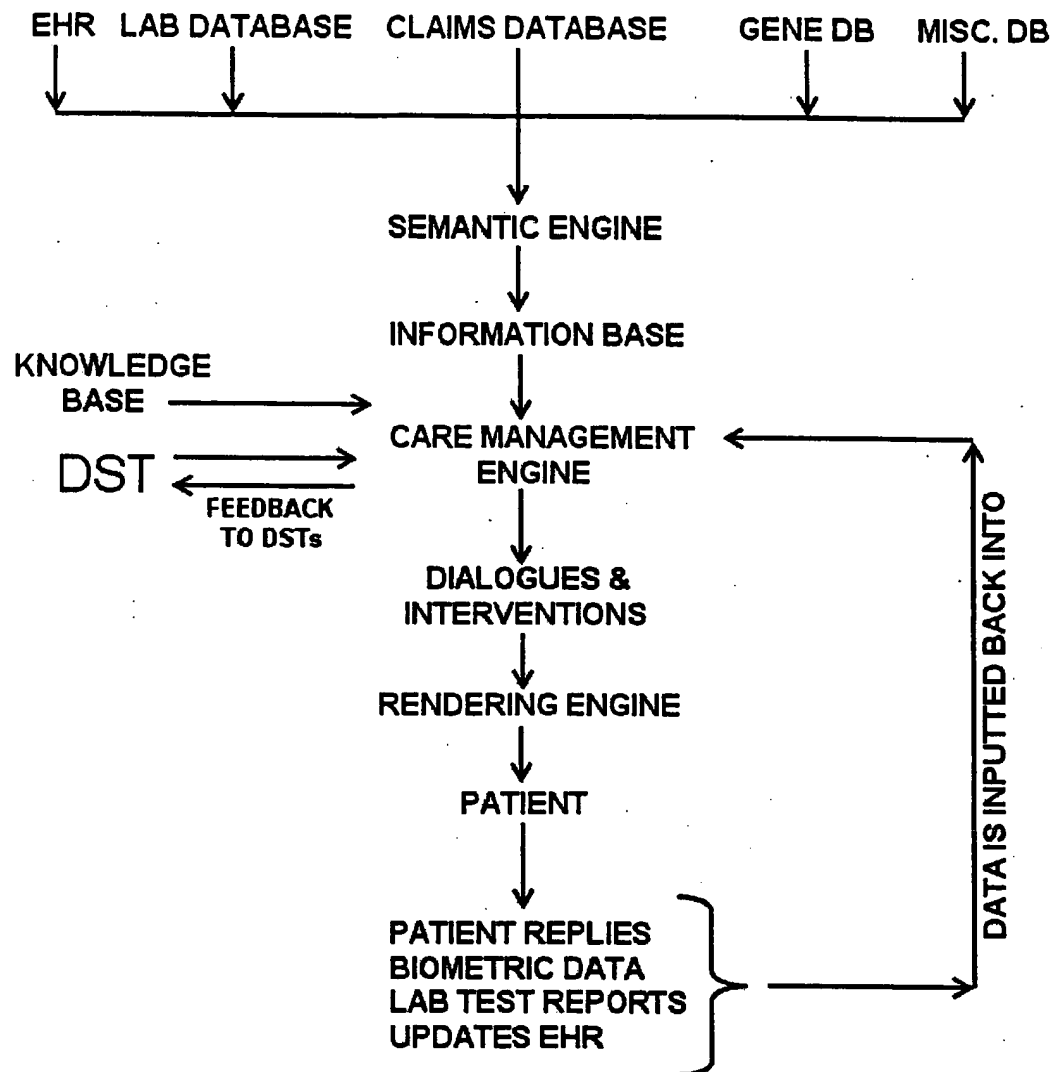 EHR LAB DATABASE CLAIMS DATABASE GENE DB MISC. DB
SEMANTIC ENGINE
INFORMATION BASE
KNOWLEDGE
BASE
CARE MANAGEMENT
ENGINE
DST
FEEDBACK
TO DSTs
DIALOGUES &
INTERVENTIONS
RENDERING ENGINE
PATIENT
PATIENT REPLIES
BIOMETRIC DATA
LAB TEST REPORTS
UPDATES EHR
DATA IS INPUTTED BACK INTO